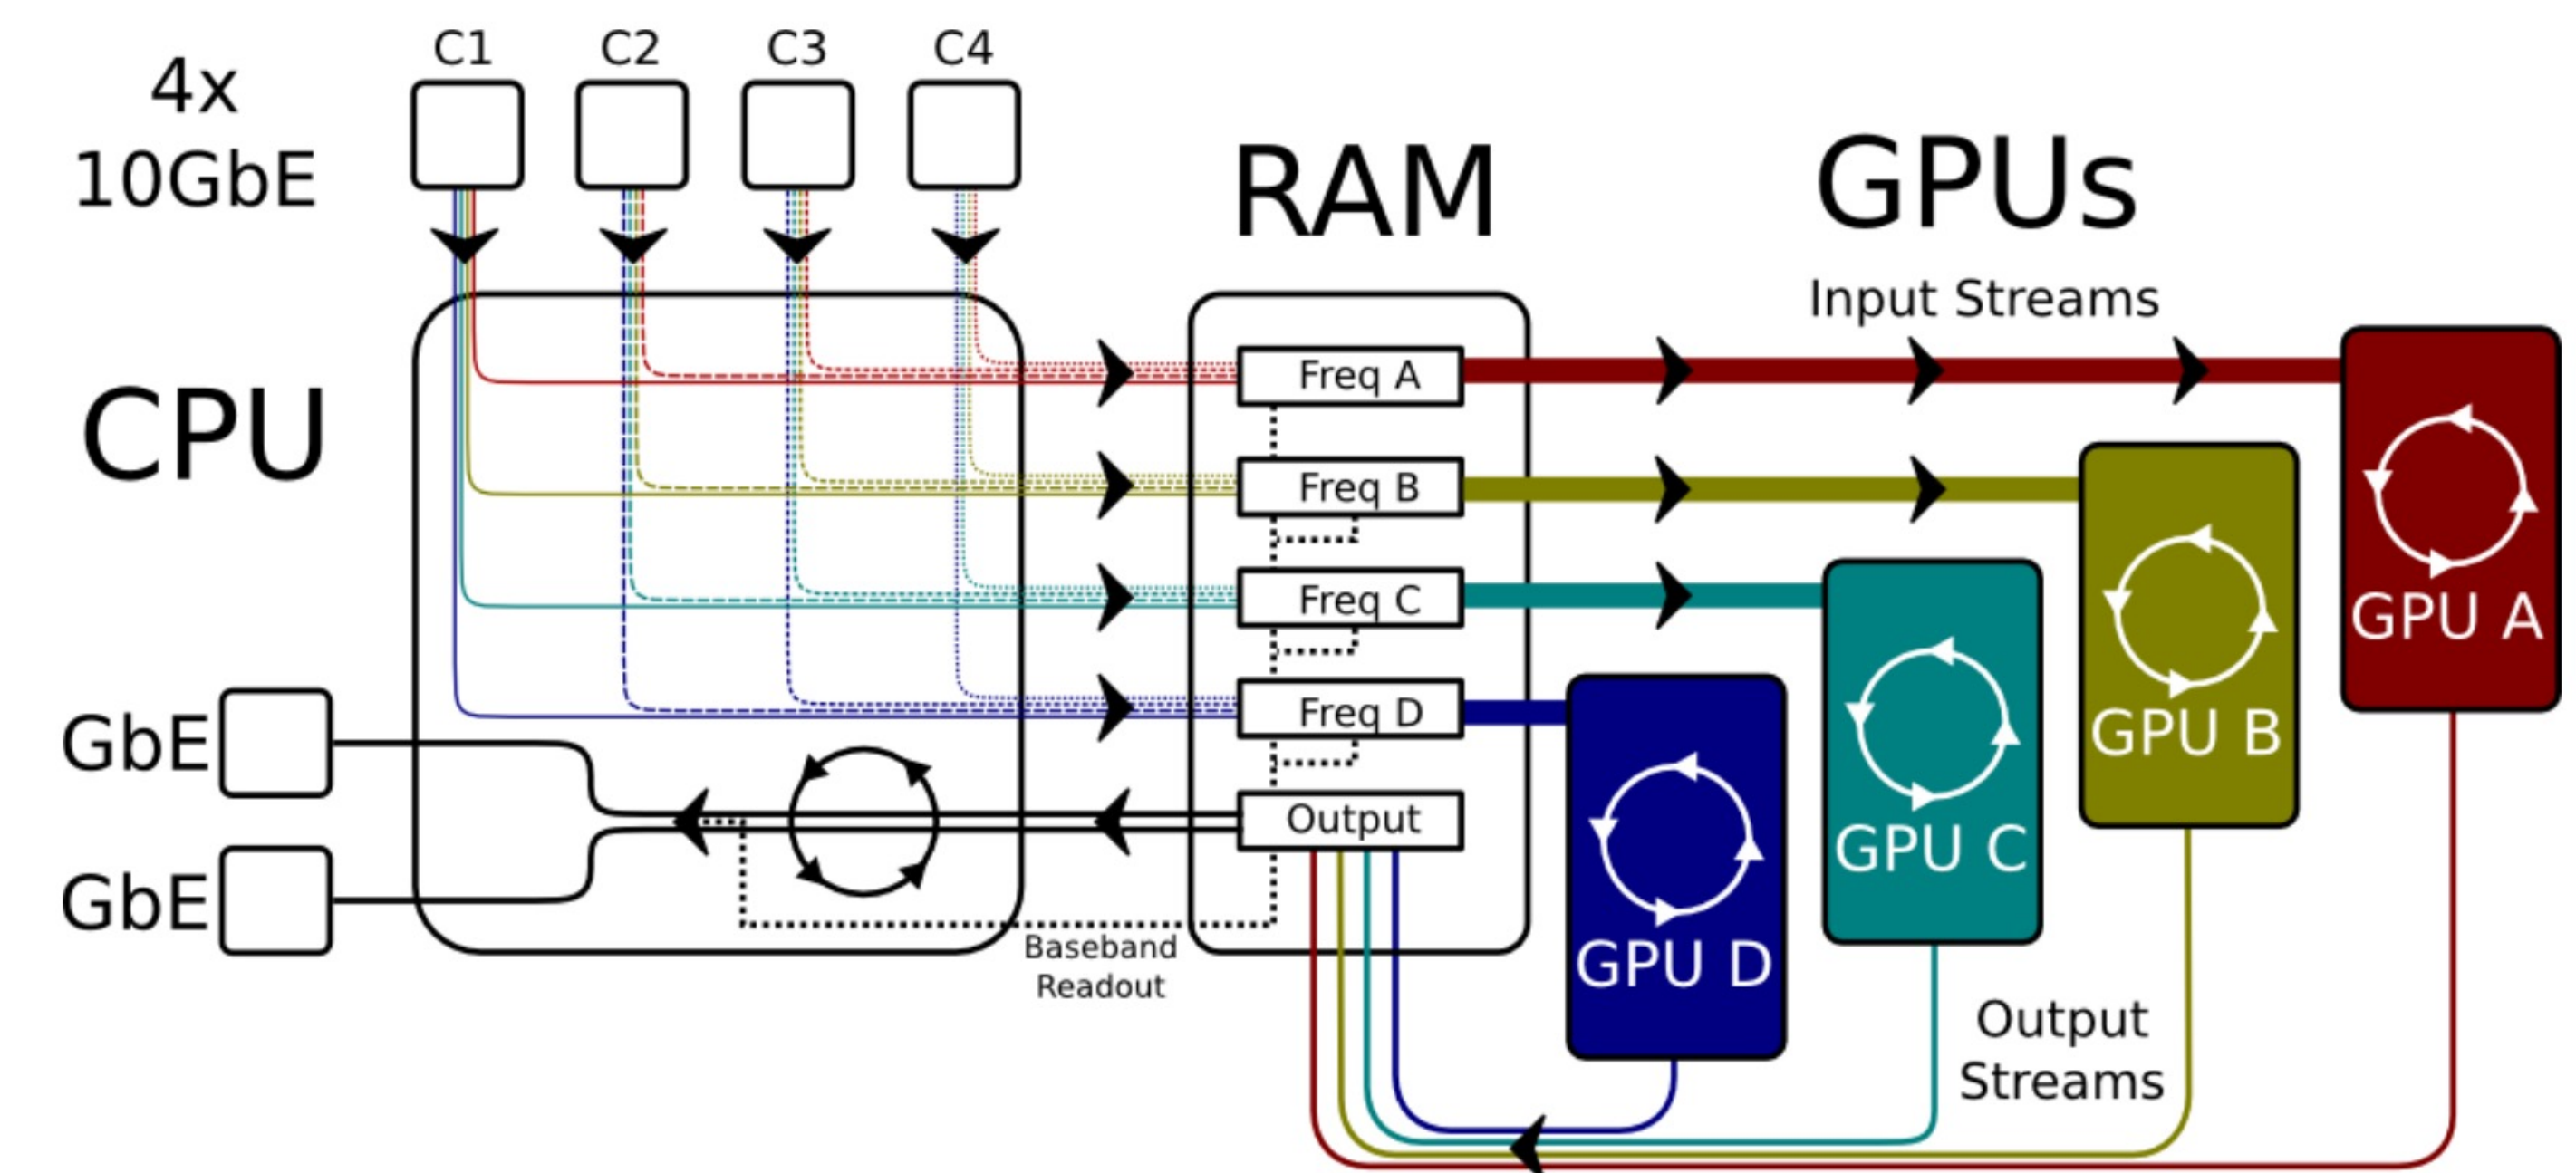 C1
C2
C3
C4
4x
10GbE
RAM
GPUs
Input Streams
CPU
Freq A
Freq B
Freq C
Freq D
Output
GPU A
GPU B
GPU C
GPU D
GbE
GbE
Baseband
Readout
Output
Streams